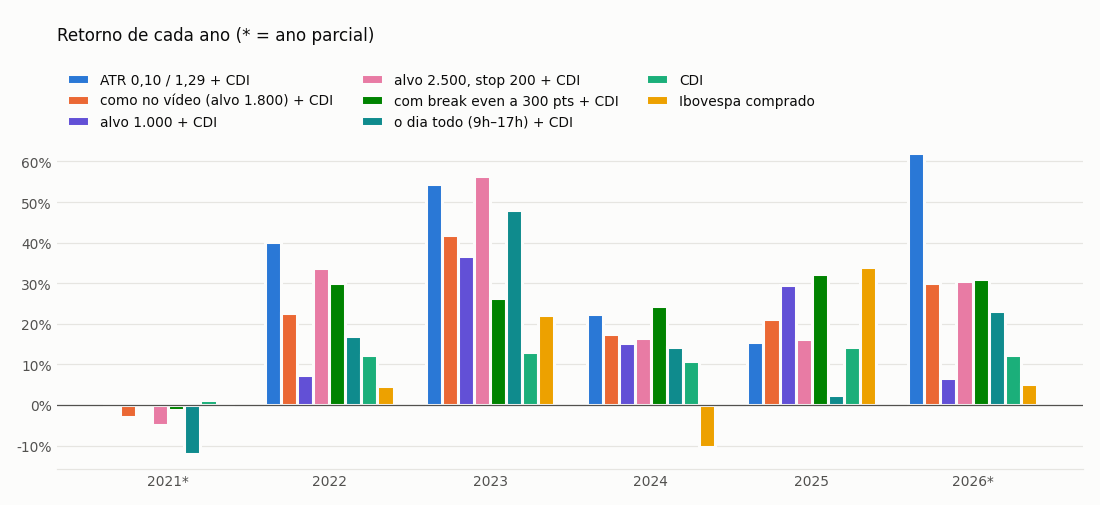 Retorno de cada ano (* = ano parcial)
ATR 0,10 / 1,29 + CDI
como no vídeo (alvo 1.800) + CDI
alvo 1.000 + CDI
alvo 2.500, stop 200 + CDI
com break even a 300 pts + CDI
o dia todo (9h–17h) + CDI
CDI
Ibovespa comprado
60%
50%
40%
30%
20%
10%
0%
-10%
2021*
2022
2023
2024
2025
2026*